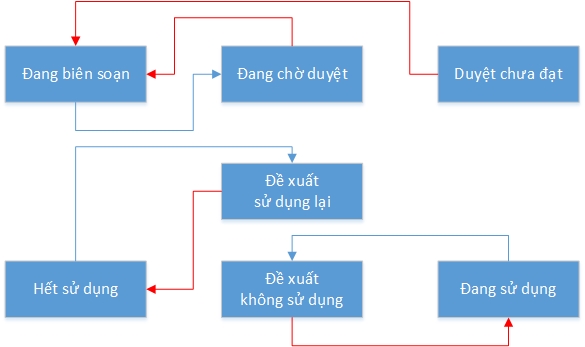 Đang biên soạn
Đang chờ duyệt
Duyệt chưa đạt
Đề xuất
sử dụng lại
Hết sử dụng
Đề xuất
không sử dụng
Đang sử dụng